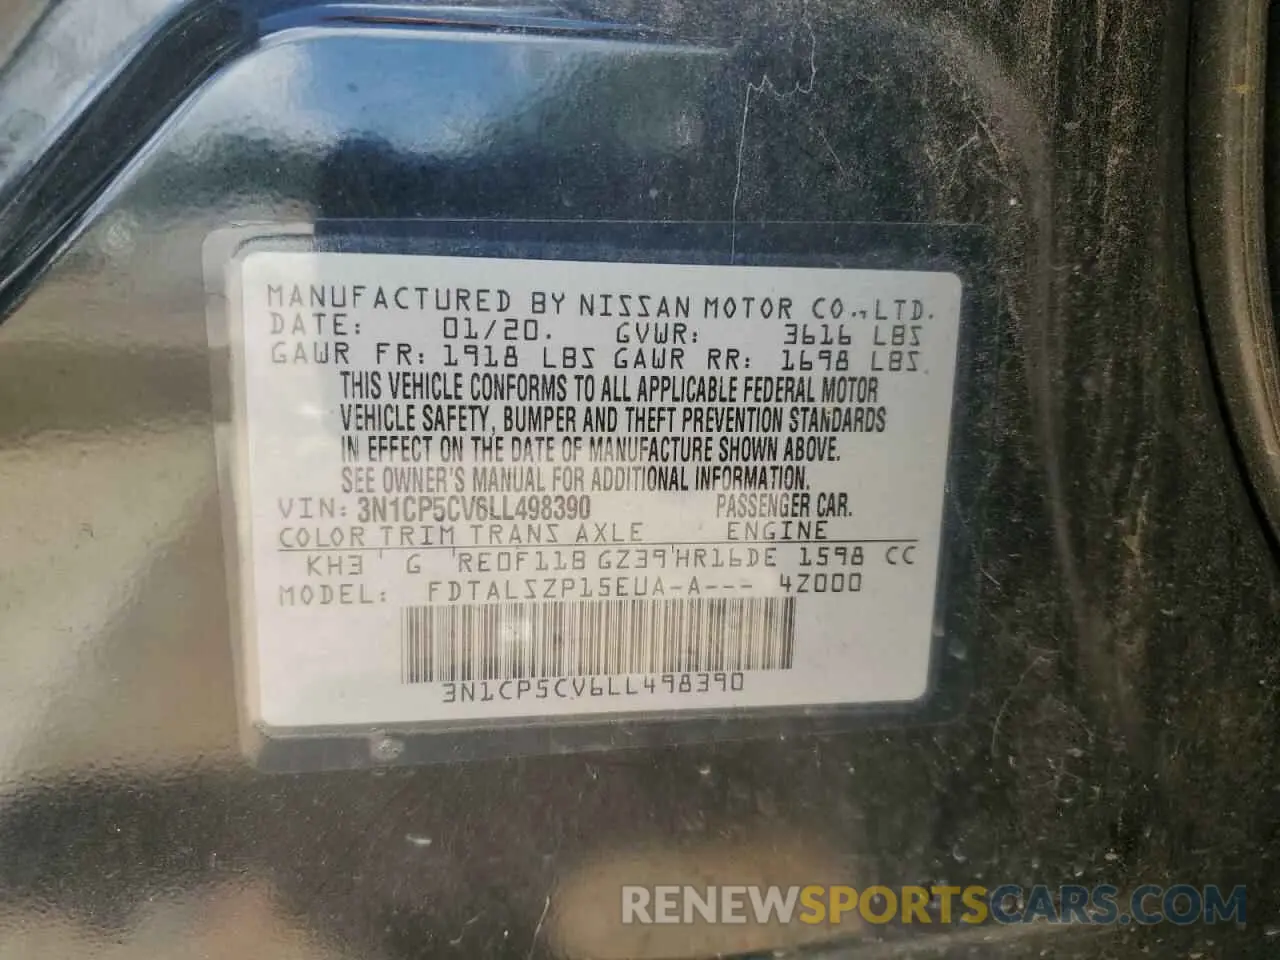 MANUFACTURED BY NISSAN MOTOR CO., LTD.
DATE: 01/20. GVWR: 3616 LBS
GAWR FR: 1918 LBS GAWR RR: 1698 LBS
THIS VEHICLE CONFORMS TO ALL APPLICABLE FEDERAL MOTOR
VEHICLE SAFETY, BUMPER AND THEFT PREVENTION STANDARDS
IN EFFECT ON THE DATE OF MANUFACTURE SHOWN ABOVE.
SEE OWNER'S MANUAL FOR ADDITIONAL INFORMATION.
VIN: 3N1CP5CV6LL498390 PASSENGER CAR.
COLOR TRIM TRANS AXLE ENGINE
KH3 ' G 'RE0F11B GZ39'HR16DE 1598 CC
MODEL: FDTALSZP15EUA-A--- 4Z000
3N1CP5CV6LL498390
RENEWSPORTSCARS.COM